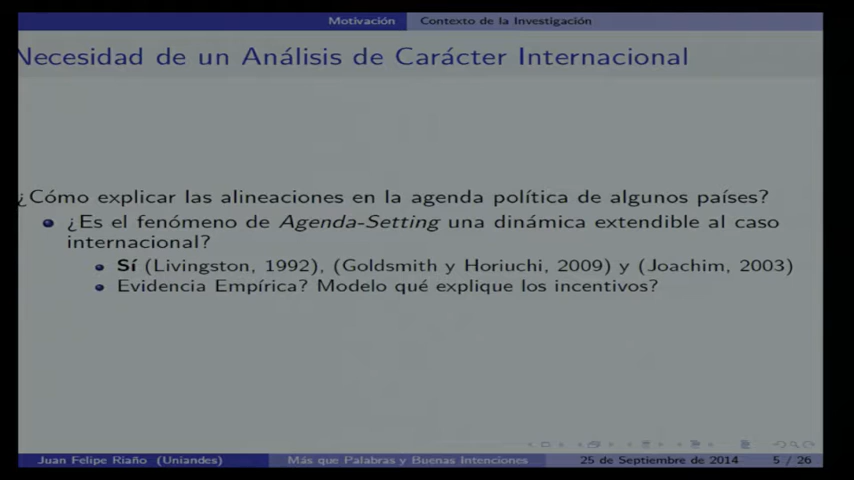 Motivación Contexto de la Investigación
Necesidad de un Análisis de Carácter Internacional
¿Cómo explicar las alineaciones en la agenda política de algunos países?
¿Es el fenómeno de Agenda-Setting una dinámica extendible al caso
internacional?
Sí (Livingston, 1992), (Goldsmith y Horiuchi, 2009) y (Joachim, 2003)
Evidencia Empírica? Modelo qué explique los incentivos?
Juan Felipe Riaño (Uniandes) Más que Palabras y Buenas Intenciones 25 de Septiembre de 2014 5 / 26